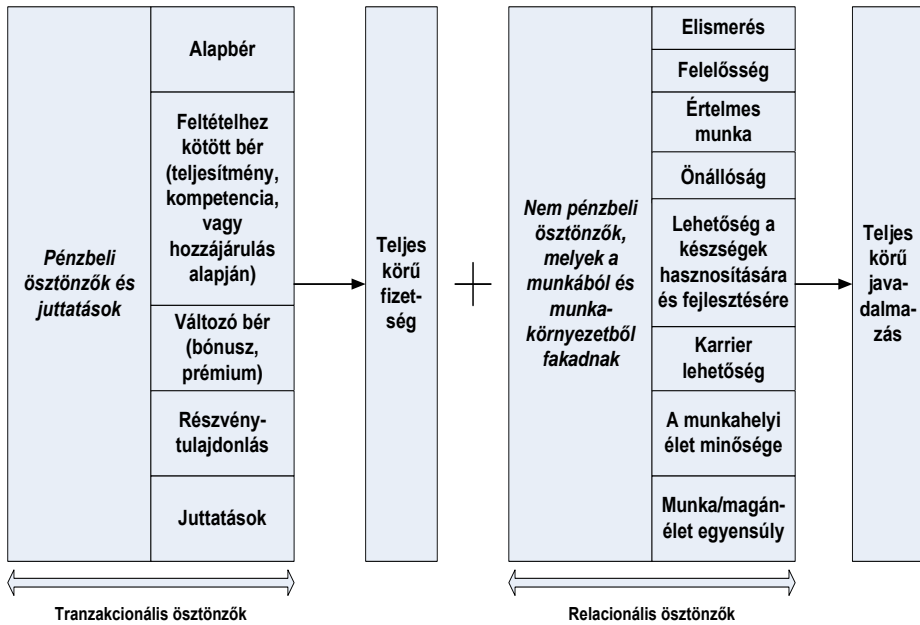 Pénzbeli
ösztönzők és
juttatások
Alapbér
Feltételhez
kötött bér
(teljesítmény,
kompetencia,
vagy
hozzájárulás
alapján)
Változó bér
(bónusz,
prémium)
Részvény-
tulajdonlás
Juttatások
Teljes
körű
fizet-
ség
Nem pénzbeli
ösztönzők,
melyek a
munkából és
munka-
környezetből
fakadnak
Elismerés
Felelősség
Értelmes
munka
Önállóság
Lehetőség a
készségek
hasznosítására
és fejlesztésére
Karrier
lehetőség
A munkahelyi
élet minősége
Munka/magán-
élet egyensúly
Teljes
körű
java-
dalma-
zás
Tranzakcionális ösztönzők
Relacionális ösztönzők